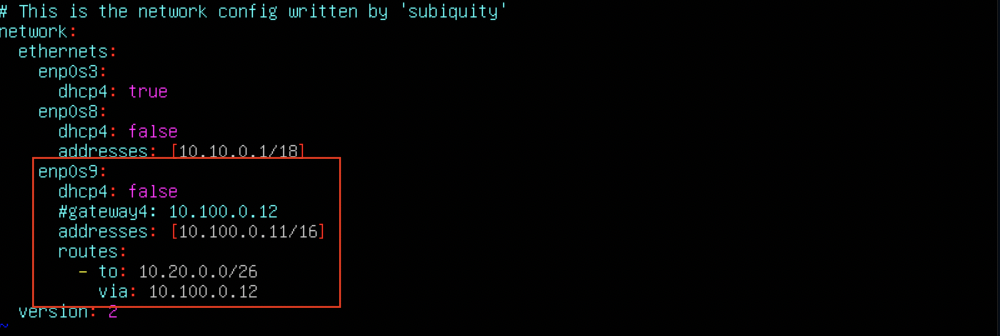 # This is the network config written by 'subiquity'
network:
  ethernets:
    enp0s3:
      dhcp4: true
    enp0s8:
      dhcp4: false
      addresses: [10.10.0.1/18]
    enp0s9:
      dhcp4: false
      #gateway4: 10.100.0.12
      addresses: [10.100.0.11/16]
      routes:
        - to: 10.20.0.0/26
          via: 10.100.0.12
  version: 2
~